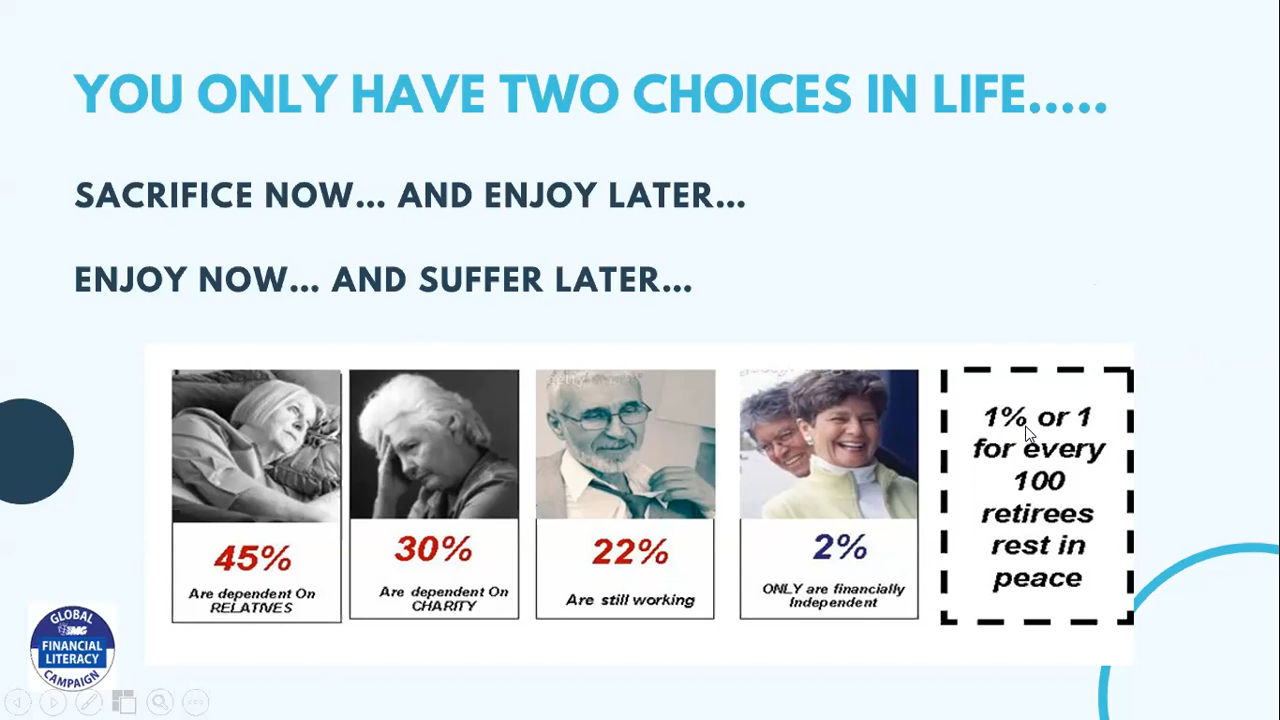 YOU ONLY HAVE TWO CHOICES IN LIFE.....
SACRIFICE NOW... AND ENJOY LATER...
ENJOY NOW... AND SUFFER LATER...
45%
Are dependent On
RELATIVES
30%
Are dependent On
CHARITY
22%
Are still working
2%
ONLY are financially
Independent
1% or 1
for every
100
retirees
rest in
peace
GLOBAL
IMG
FINANCIAL
LITERACY
CAMPAIGN